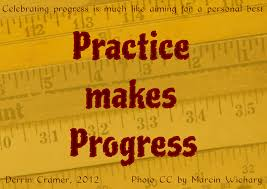 Celebrating progress is much like aiming for a personal best
Practice
makes
Progress
Derrin Cramer, 2012 Photo CC by Marcin Wichary